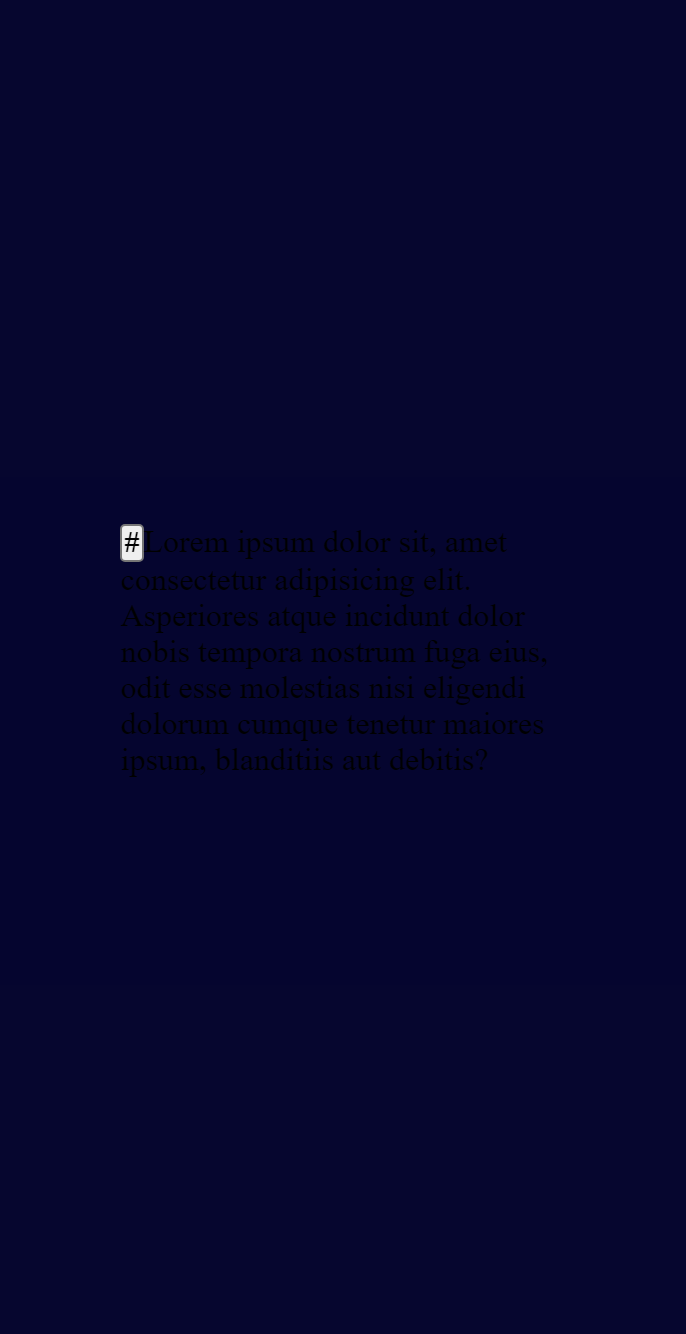 #Lorem ipsum dolor sit, amet
consectetur adipisicing elit.
Asperiores atque incidunt dolor
nobis tempora nostrum fuga eius,
odit esse molestias nisi eligendi
dolorum cumque tenetur maiores
ipsum, blanditiis aut debitis?